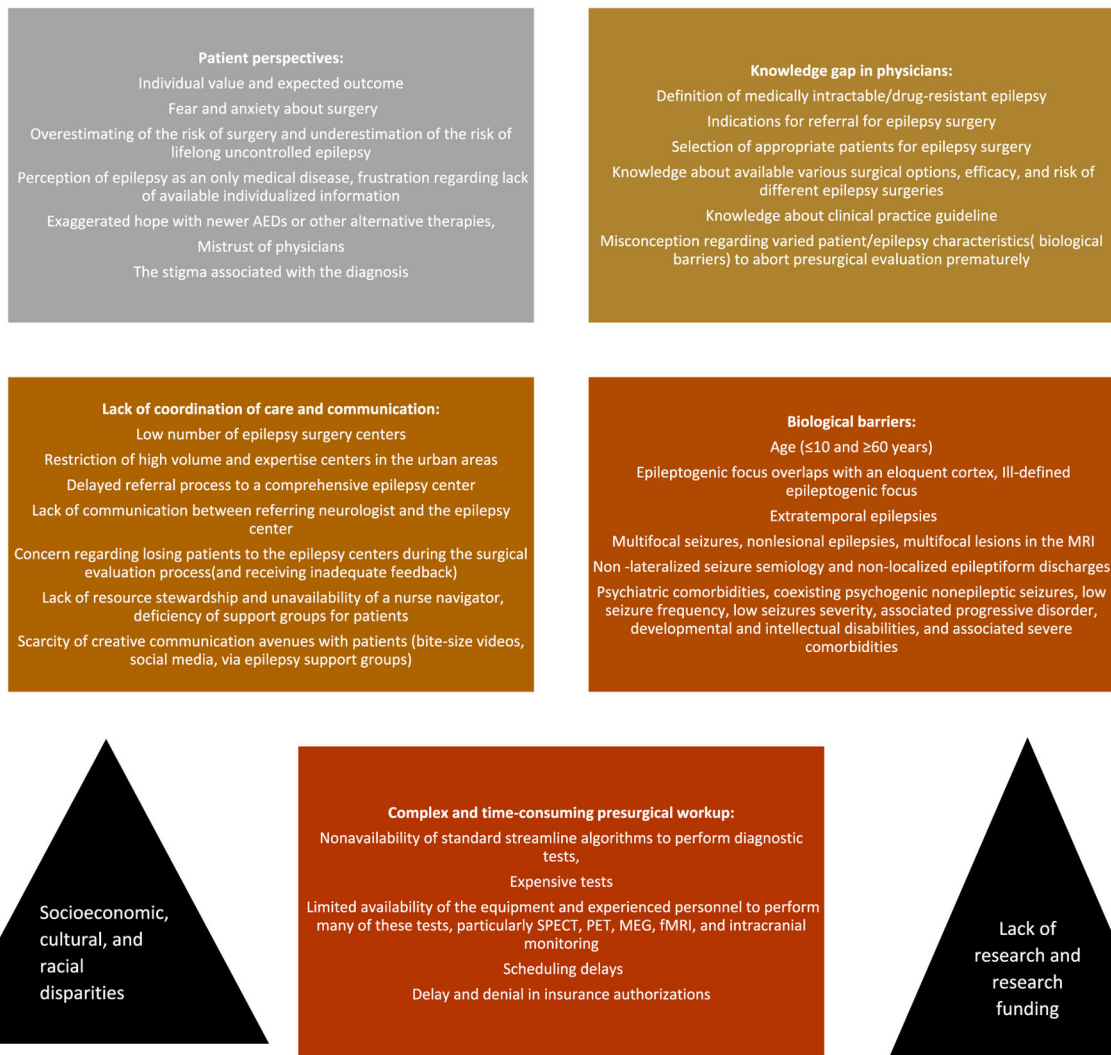 Patient perspectives:
Individual value and expected outcome
Fear and anxiety about surgery
Overestimating of the risk of surgery and underestimation of the risk of
lifelong uncontrolled epilepsy
Perception of epilepsy as an only medical disease, frustration regarding lack
of available individualized information
Exaggerated hope with newer AEDs or other alternative therapies,
Mistrust of physicians
The stigma associated with the diagnosis
Knowledge gap in physicians:
Definition of medically intractable/drug-resistant epilepsy
Indications for referral for epilepsy surgery
Selection of appropriate patients for epilepsy surgery
Knowledge about available various surgical options, efficacy, and risk of
different epilepsy surgeries
Knowledge about clinical practice guideline
Misconception regarding varied patient/epilepsy characteristics( biological
barriers) to abort presurgical evaluation prematurely
Lack of coordination of care and communication:
Low number of epilepsy surgery centers
Restriction of high volume and expertise centers in the urban areas
Delayed referral process to a comprehensive epilepsy center
Lack of communication between referring neurologist and the epilepsy
center
Concern regarding losing patients to the epilepsy centers during the surgical
evaluation process(and receiving inadequate feedback)
Lack of resource stewardship and unavailability of a nurse navigator,
deficiency of support groups for patients
Scarcity of creative communication avenues with patients (bite-size videos,
social media, via epilepsy support groups)
Biological barriers:
Age (≤10 and ≥60 years)
Epileptogenic focus overlaps with an eloquent cortex, Ill-defined
epileptogenic focus
Extratemporal epilepsies
Multifocal seizures, nonlesional epilepsies, multifocal lesions in the MRI
Non -lateralized seizure semiology and non-localized epileptiform discharges
Psychiatric comorbidities, coexisting psychogenic nonepileptic seizures, low
seizure frequency, low seizures severity, associated progressive disorder,
developmental and intellectual disabilities, and associated severe
comorbidities
Socioeconomic,
cultural, and
racial
disparities
Complex and time-consuming presurgical workup:
Nonavailability of standard streamline algorithms to perform diagnostic
tests,
Expensive tests
Limited availability of the equipment and experienced personnel to perform
many of these tests, particularly SPECT, PET, MEG, fMRI, and intracranial
monitoring
Scheduling delays
Delay and denial in insurance authorizations
Lack of
research and
research
funding